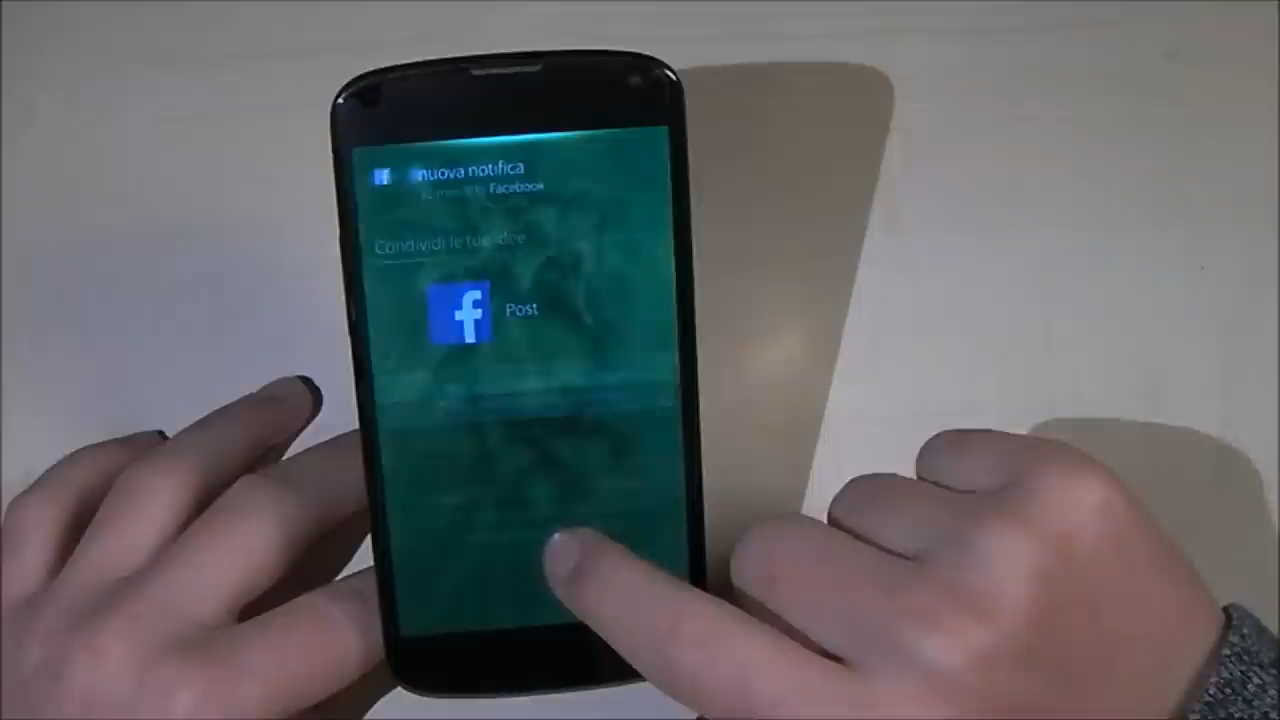 nuova notifica
Facebook
Condividi le tue idee
f Post